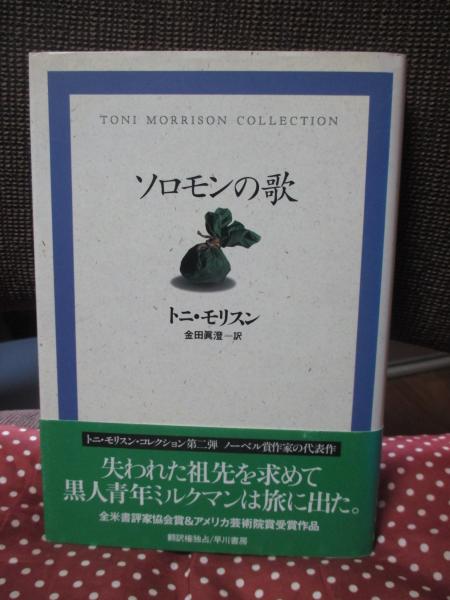 TONI MORRISON COLLECTION
ソロモンの歌
トニ・モリスン
金田眞澄—訳
トニ・モリスン・コレクション第二弾 ノーベル賞作家の代表作
失われた祖先を求めて
黒人青年ミルクマンは旅に出た。
全米書評家協会賞&アメリカ芸術院賞受賞作品
翻訳権独占/早川書房